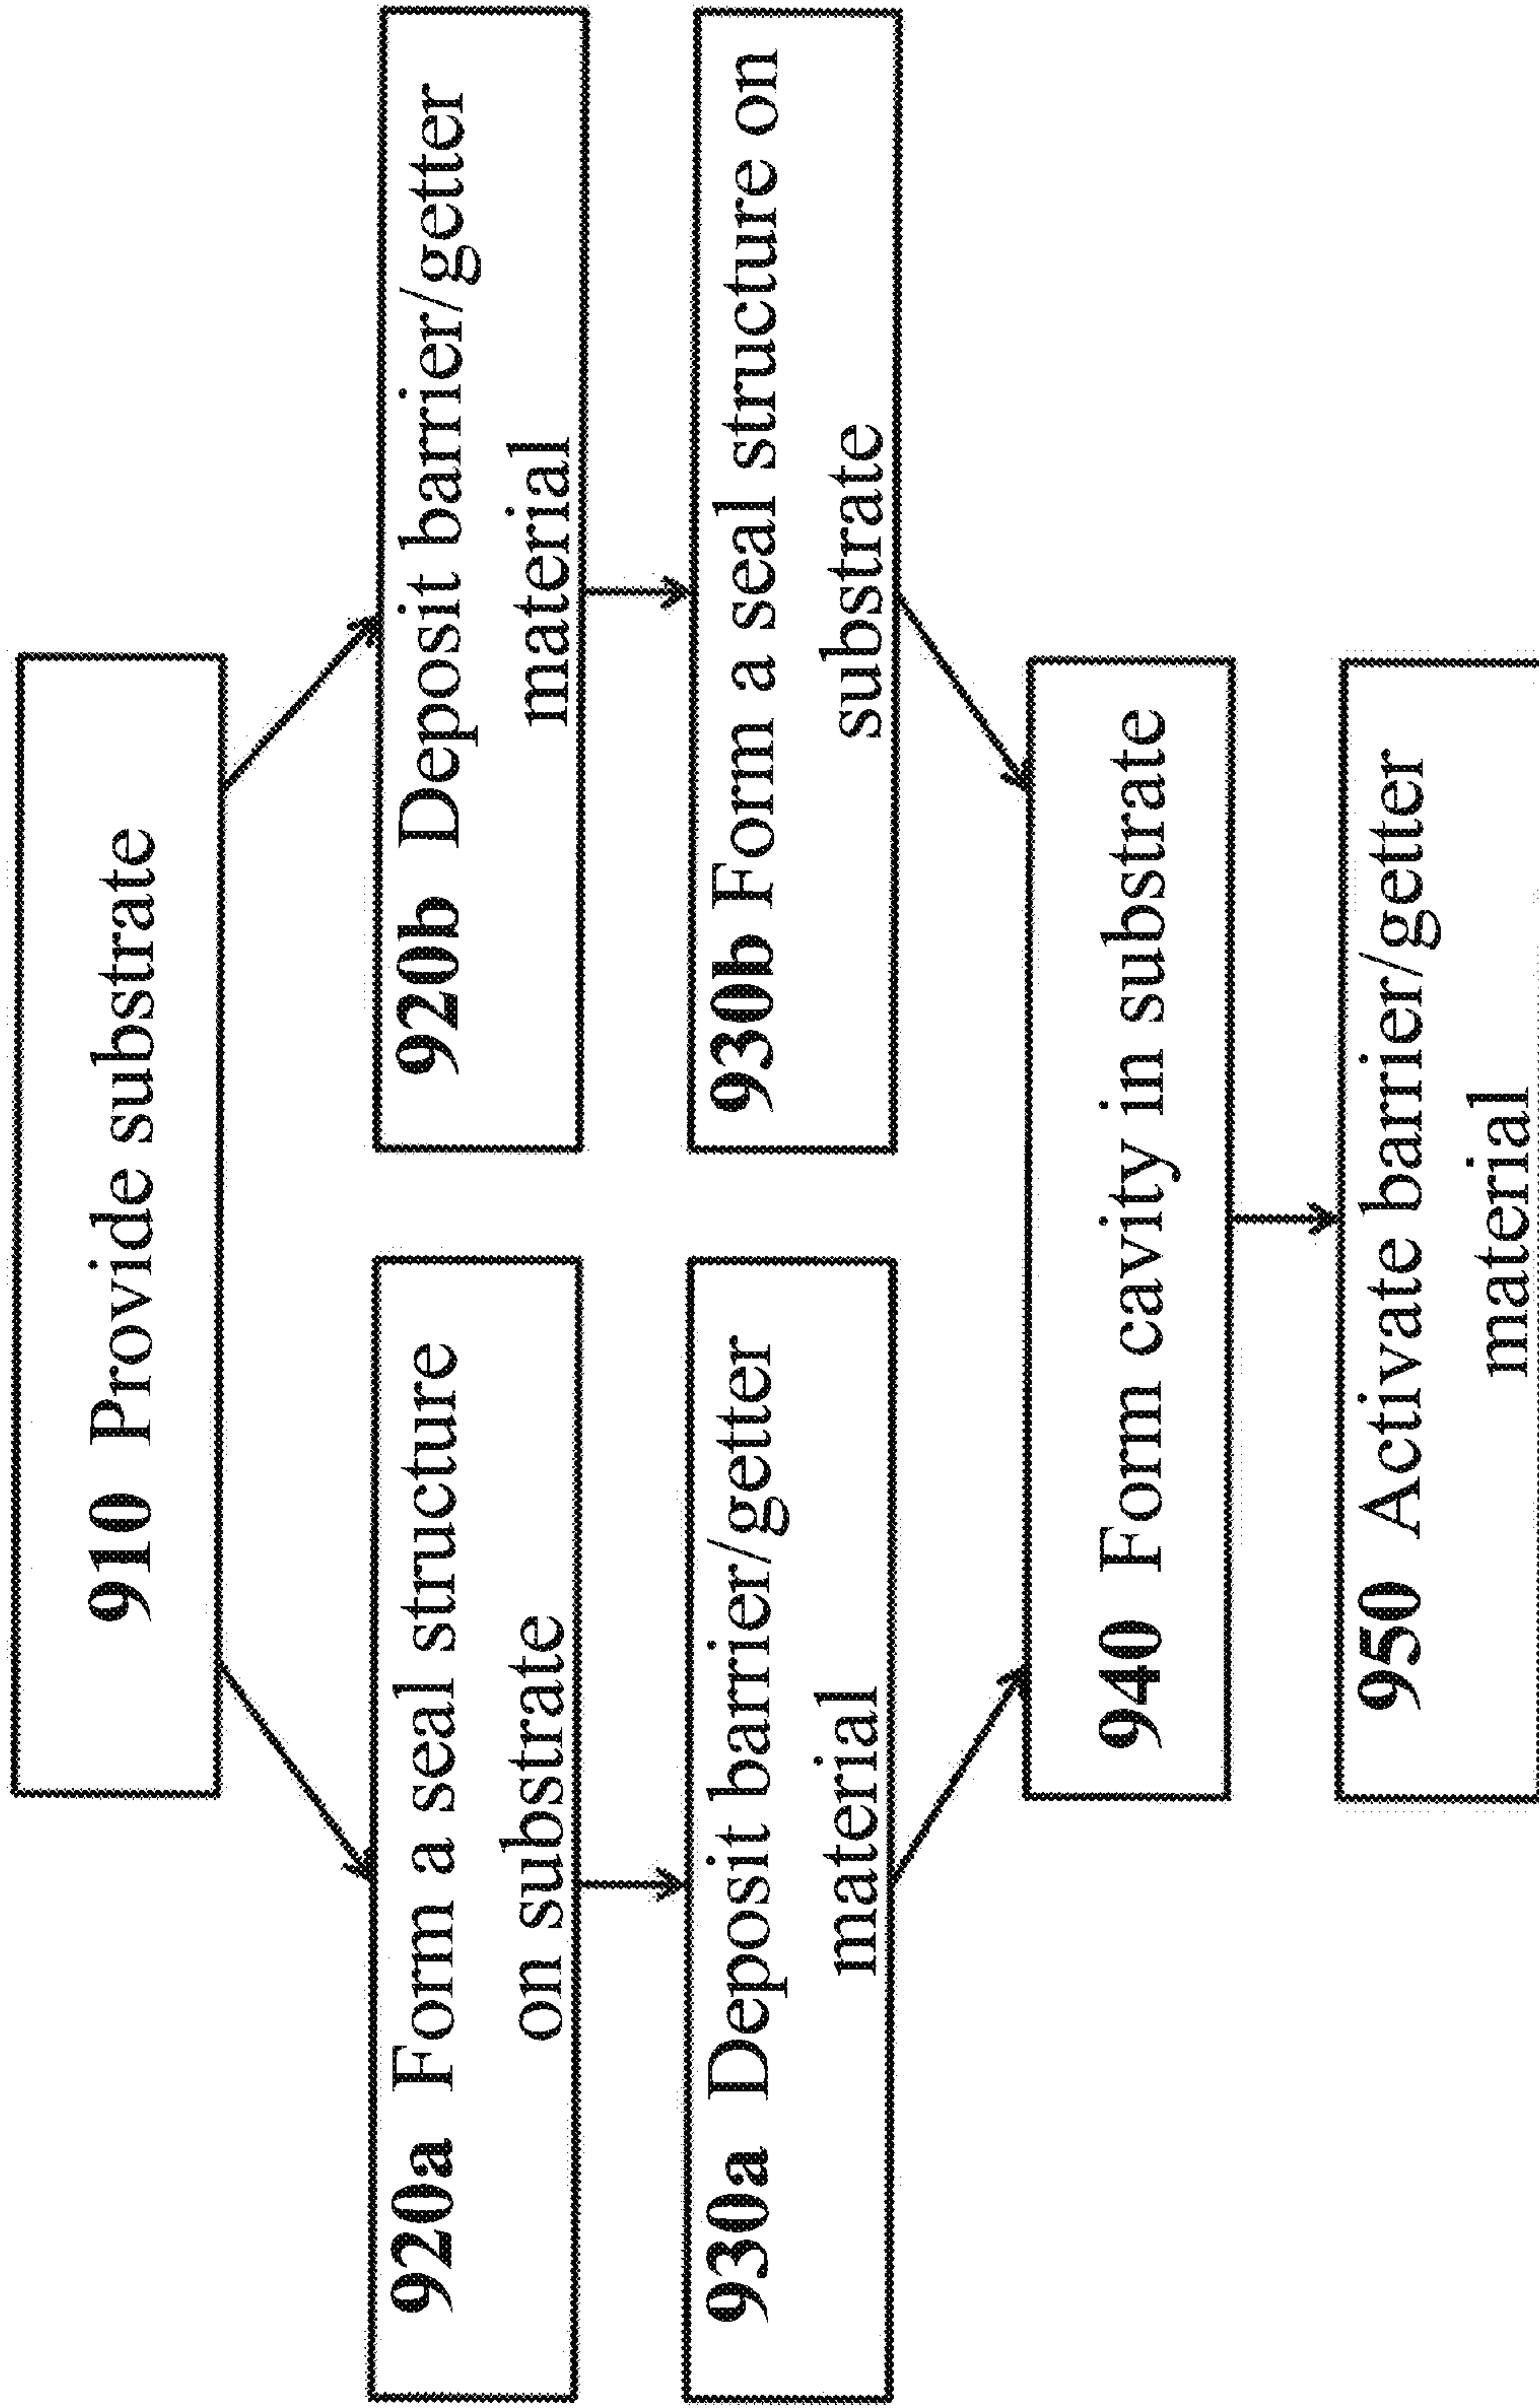 910 Provide substrate
920a Form a seal structure
on substrate
920b Deposit barrier/getter
material
930a Deposit barrier/getter
material
930b Form a seal structure on
substrate
940 Form cavity in substrate
950 Activate barrier/getter
material